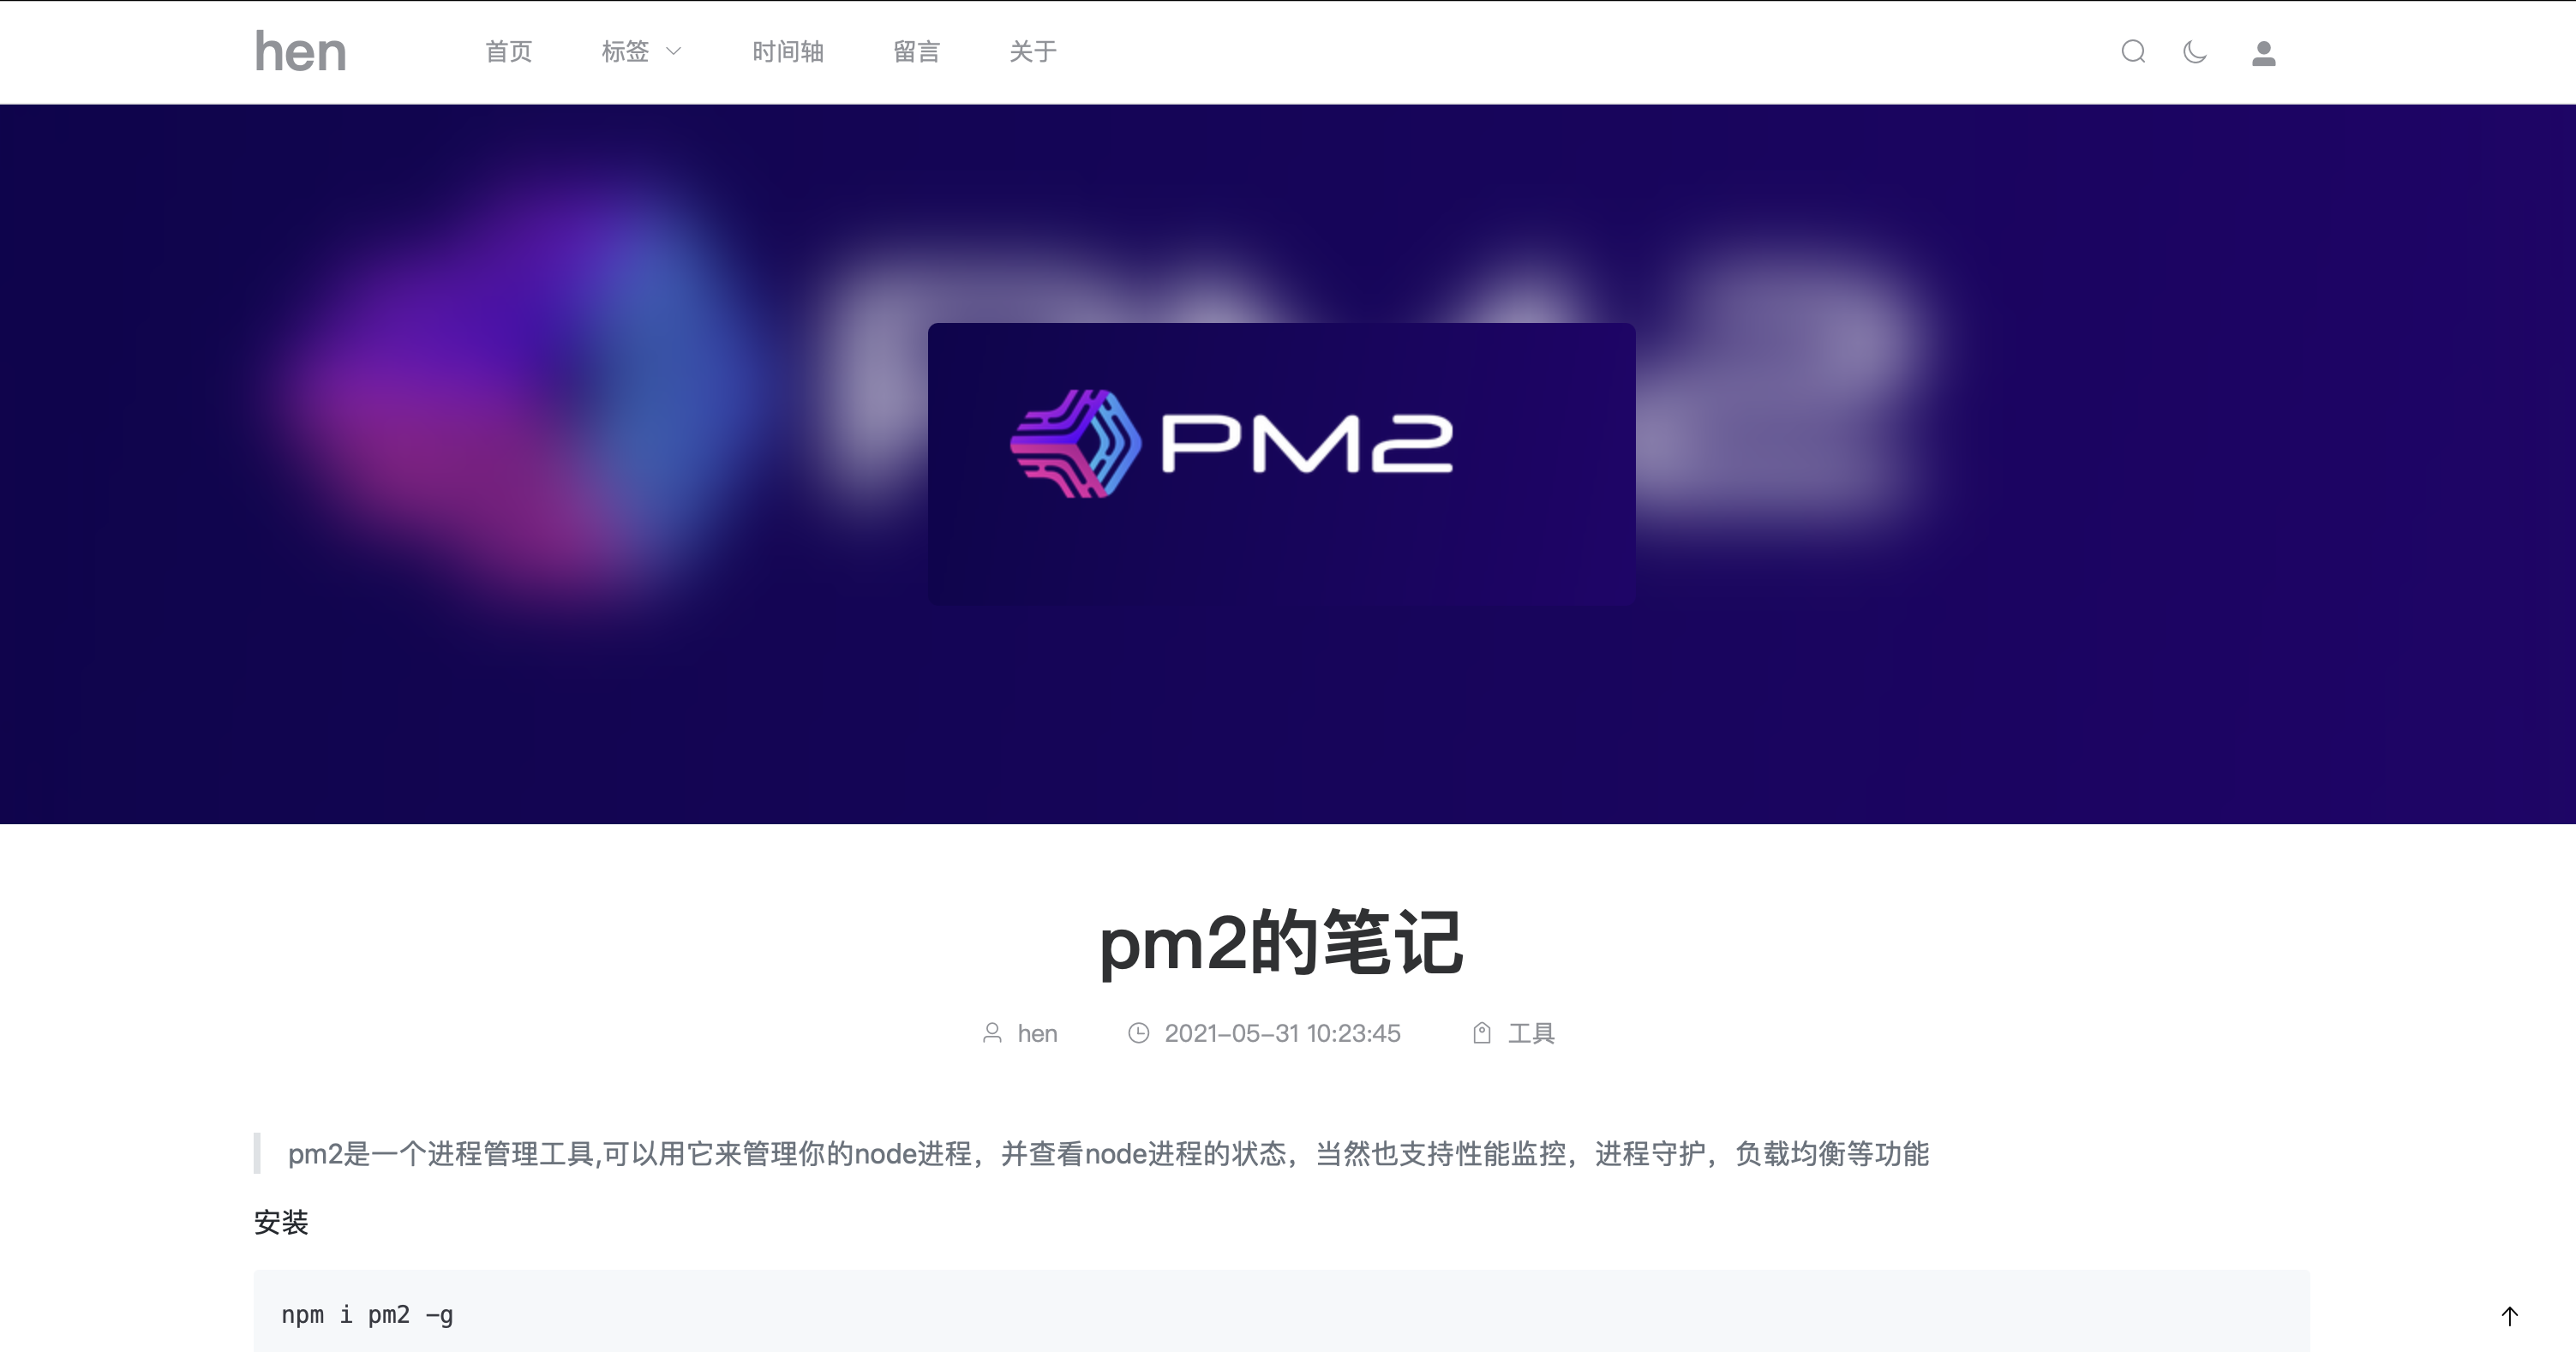 hen 首页 标签 时间轴 留言 关于
PM2
pm2的笔记
hen 2021-05-31 10:23:45 工具
pm2是一个进程管理工具,可以用它来管理你的node进程，并查看node进程的状态，当然也支持性能监控，进程守护，负载均衡等功能
安装
npm i pm2 -g